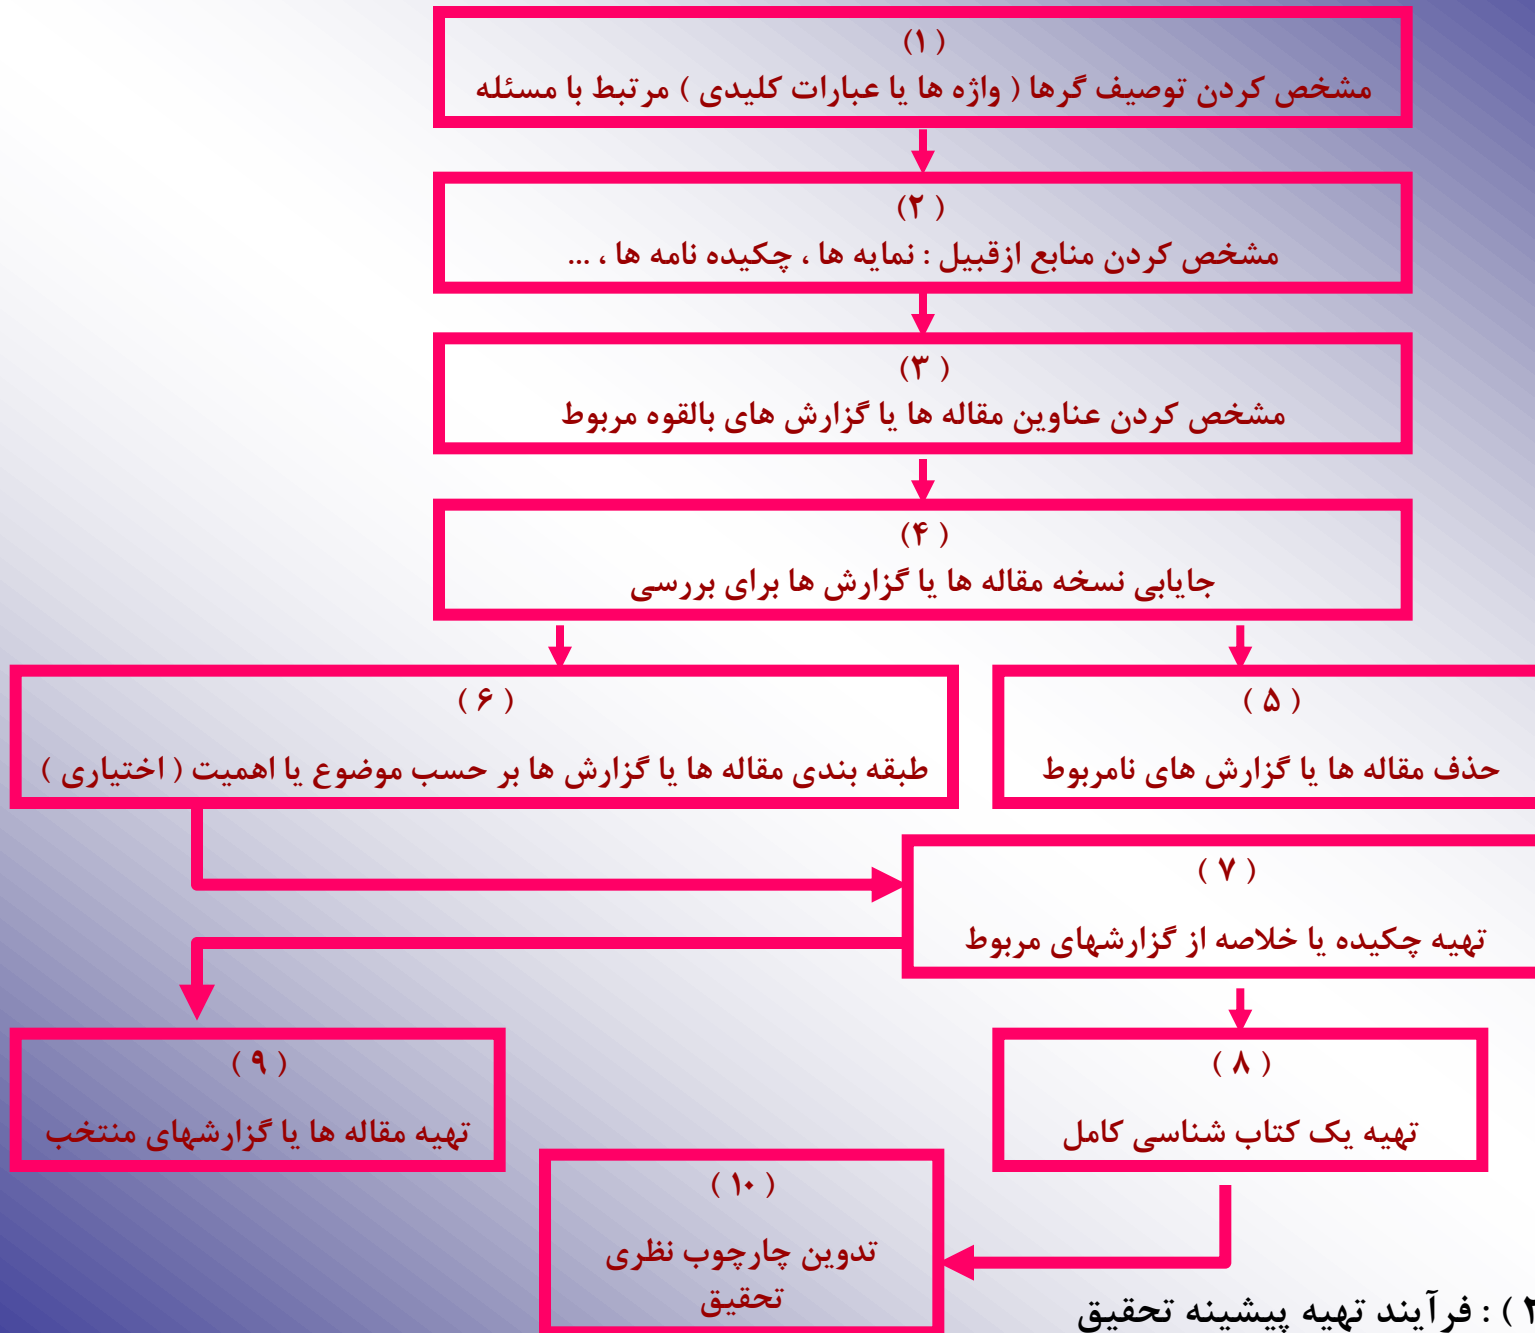 (۱ )
مشخص کردن توصیف گرها ( واژه ها یا عبارات کلیدی ) مرتبط با مسئله
(۲ )
مشخص کردن منابع ازقبیل : نمایه ها ، چکیده نامه ها ، ...
(۳ )
مشخص کردن عناوین مقاله ها یا گزارش های بالقوه مربوط
(۴ )
جایابی نسخه مقاله ها یا گزارش ها برای بررسی
( ۵ )
حذف مقاله ها یا گزارش های نامربوط
( ۶ )
طبقه بندی مقاله ها یا گزارش ها بر حسب موضوع یا اهمیت ( اختیاری )
( ۷ )
تهیه چکیده یا خلاصه از گزارشهای مربوط
( ۸ )
تهیه یک کتاب شناسی کامل
( ۹ )
تهیه مقاله ها یا گزارشهای منتخب
( ۱۰ )
تدوین چارچوب نظری
تحقیق
) : فرآیند تهیه پیشینه تحقیق